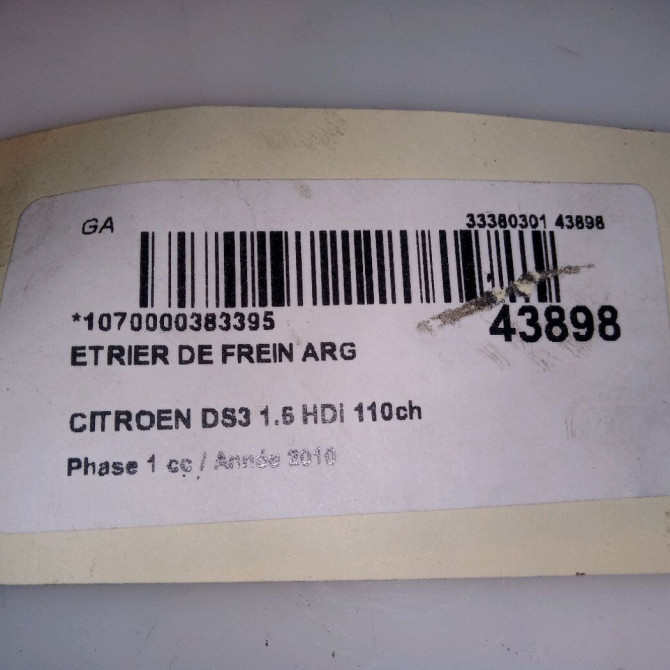 GA
33380301 43898
*1070000383395
43898
ETRIER DE FREIN ARG
CITROEN DS3 1.6 HDi 110ch
Phase 1 cc / Année 2010